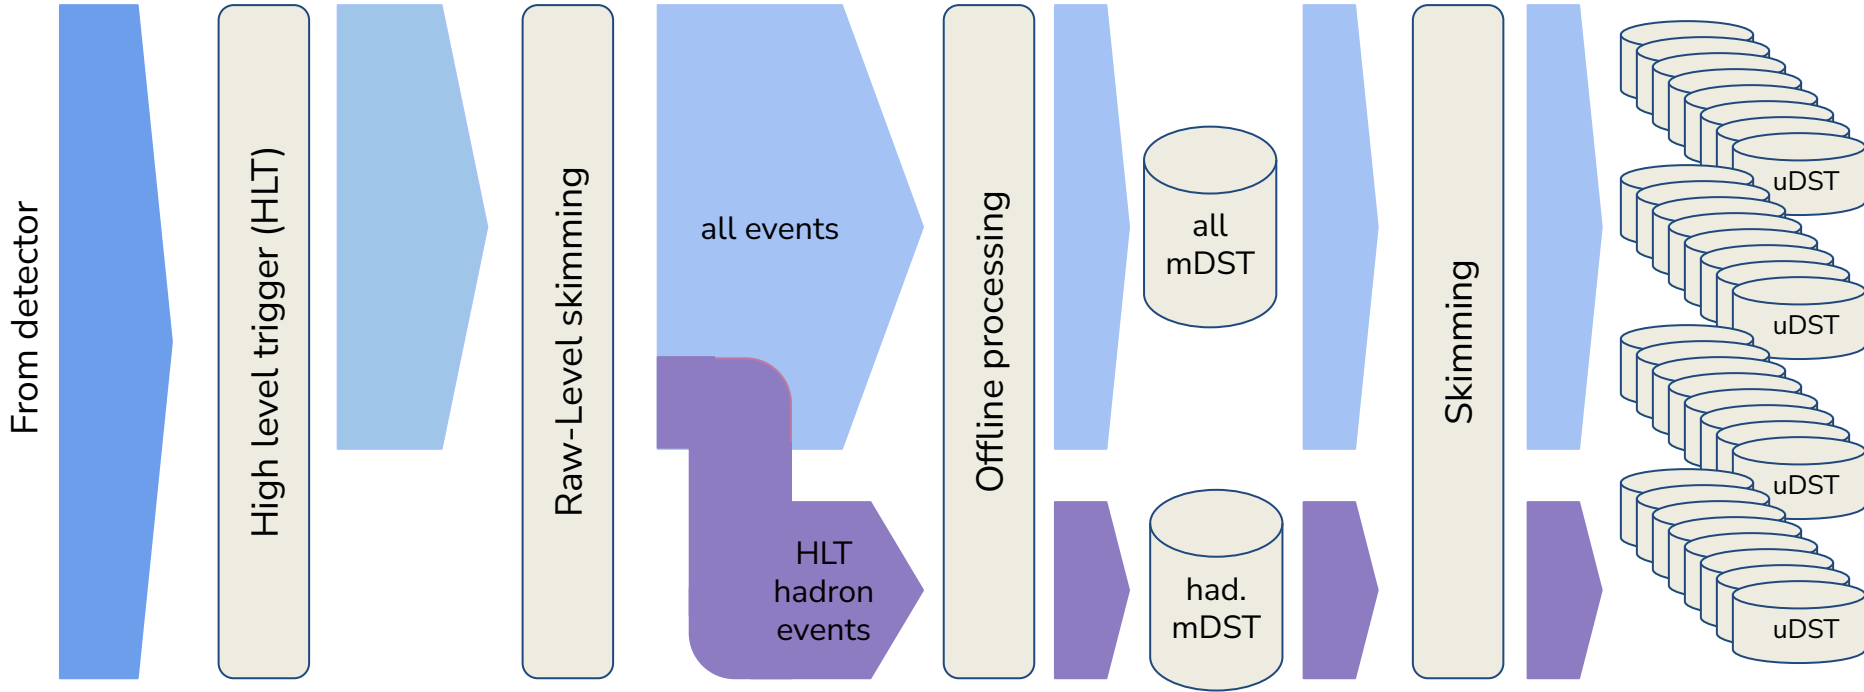 From detector
High level trigger (HLT)
Raw-Level skimming
all events
HLT
hadron
events
Offline processing
all
mDST
had.
mDST
Skimming
uDST
uDST
uDST
uDST